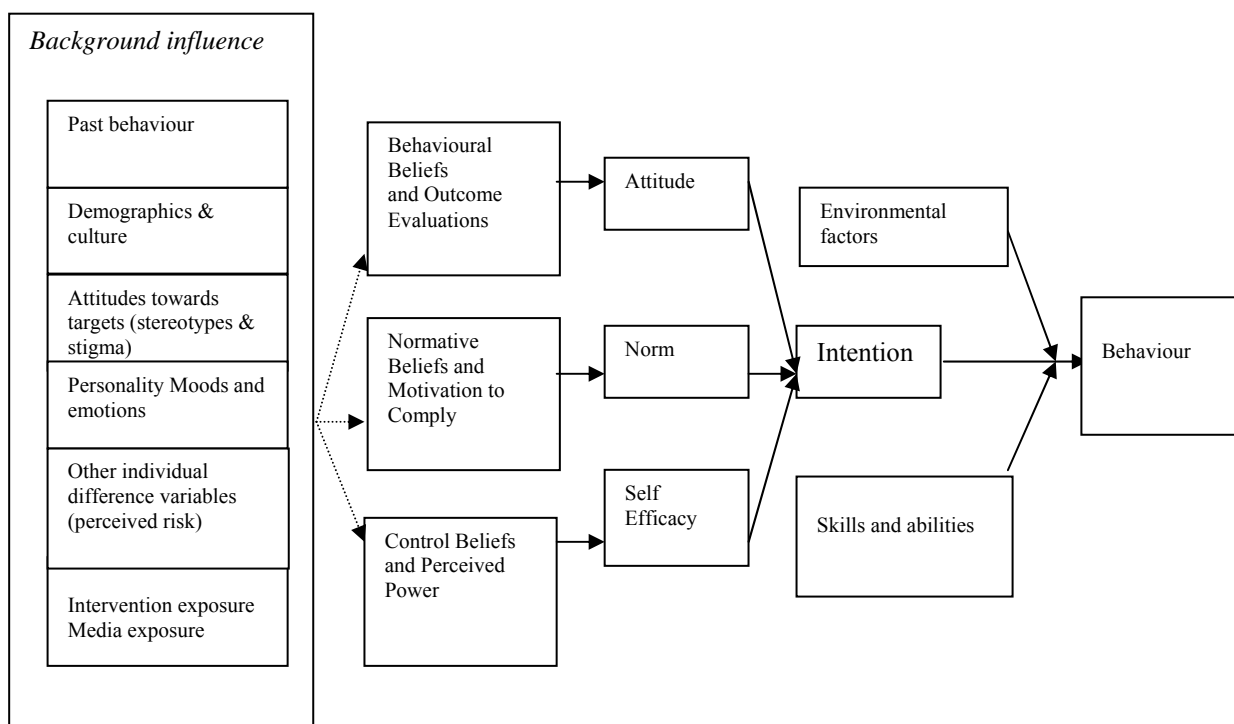 Background influence
Past behaviour
Demographics &
culture
Attitudes towards
targets (stereotypes &
stigma)
Personality Moods and
emotions
Other individual
difference variables
(perceived risk)
Intervention exposure
Media exposure
Behavioural
Beliefs
and Outcome
Evaluations
Normative
Beliefs and
Motivation to
Comply
Control Beliefs
and Perceived
Power
Attitude
Norm
Self
Efficacy
Environmental
factors
Intention
Skills and abilities
Behaviour